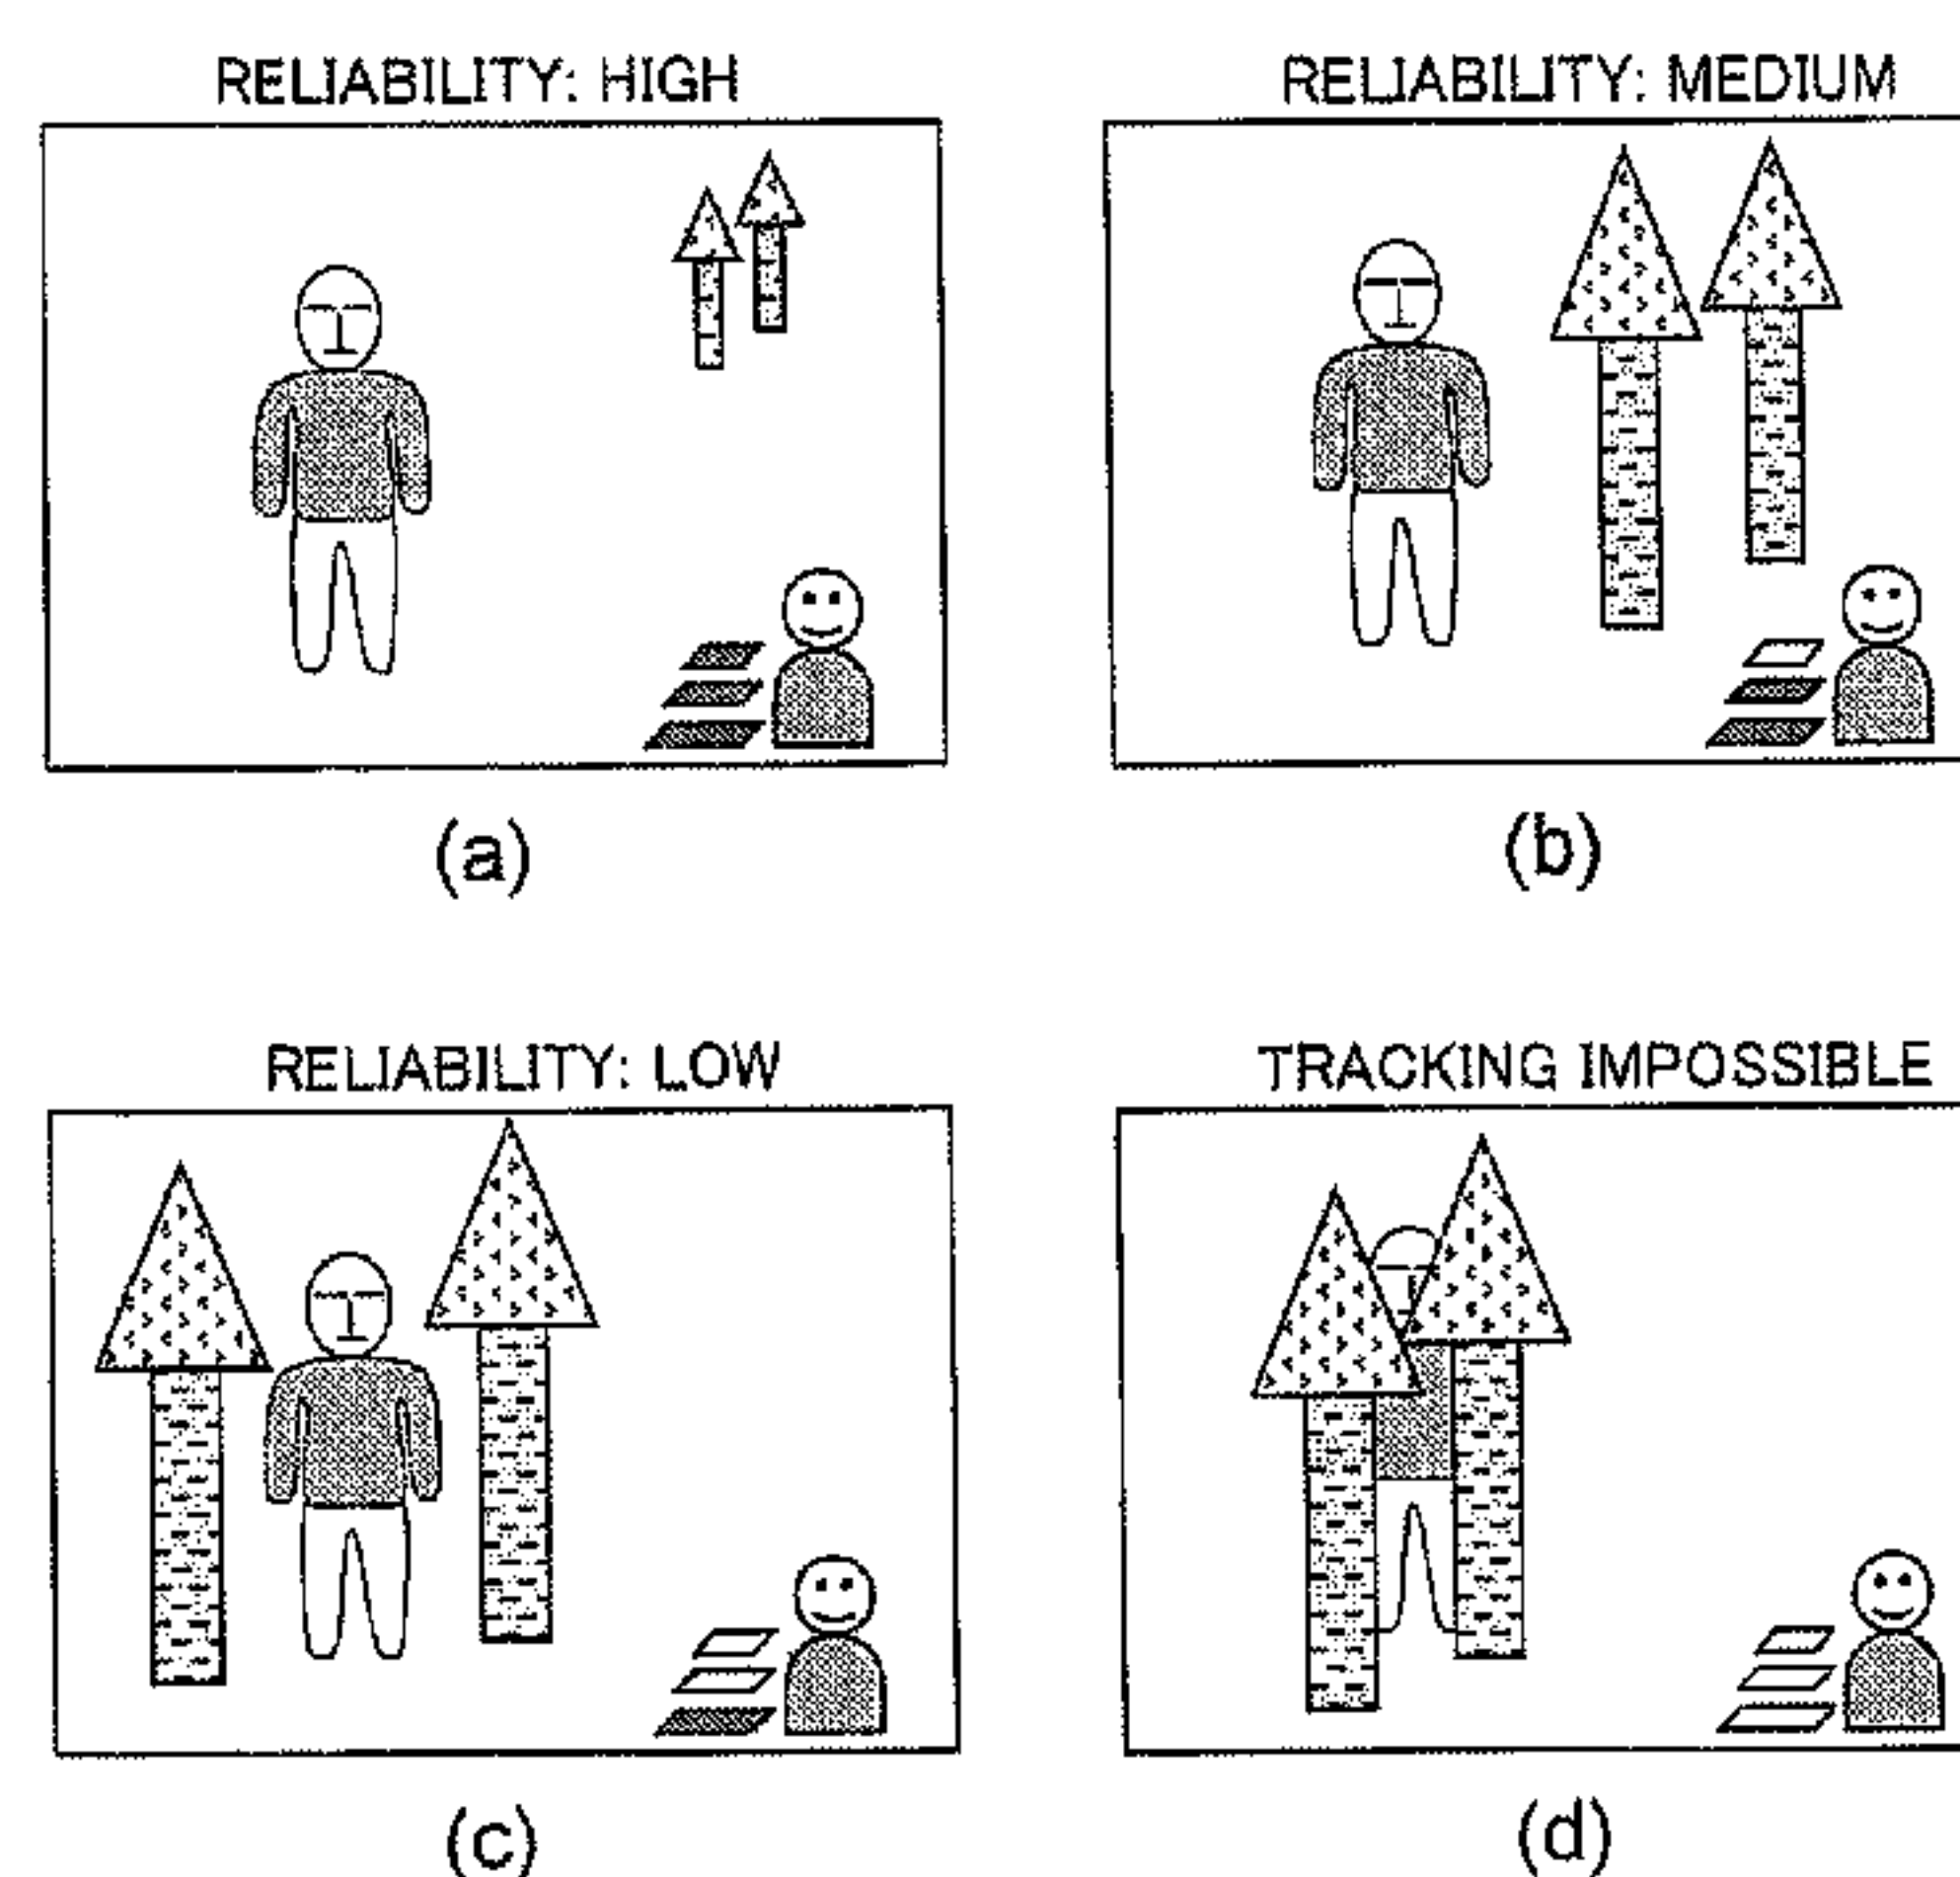 RELIABILITY: HIGH
RELIABILITY: MEDIUM
(a)
(b)
RELIABILITY: LOW
TRACKING IMPOSSIBLE
(c)
(d)